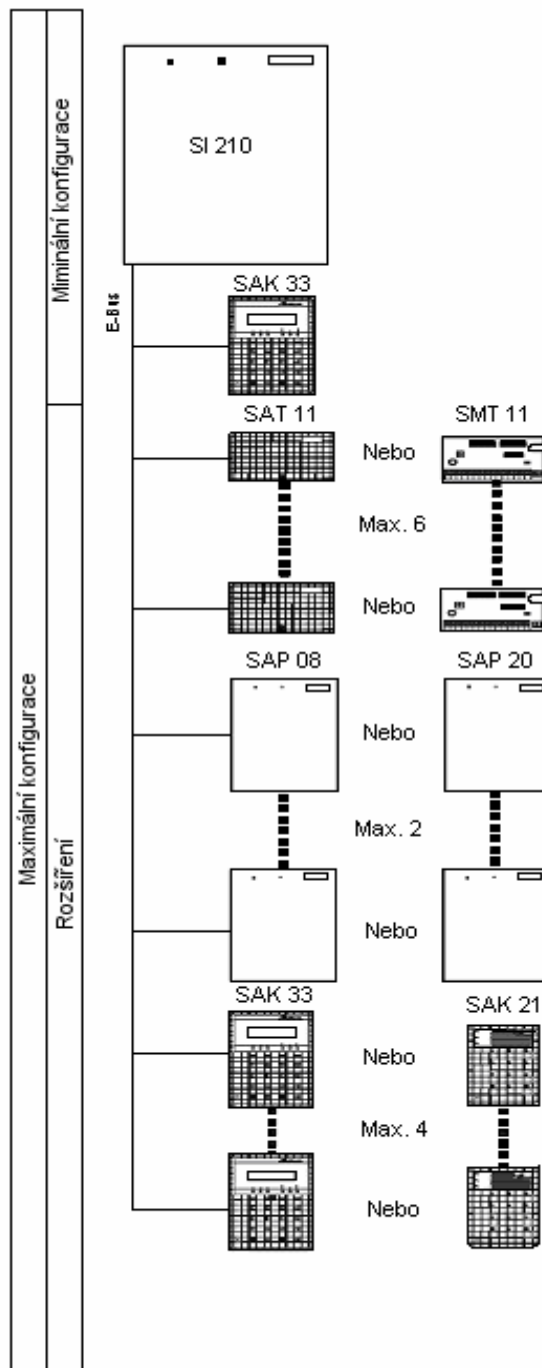 Maximální konfigurace
Miminální konfigurace
Rozšíření
SI 210
E-Bus
SAK 33
SAT 11
SMT 11
Nebo
Max. 6
Nebo
SAP 08
SAP 20
Nebo
Max. 2
Nebo
SAK 33
SAK 21
Nebo
Max. 4
Nebo